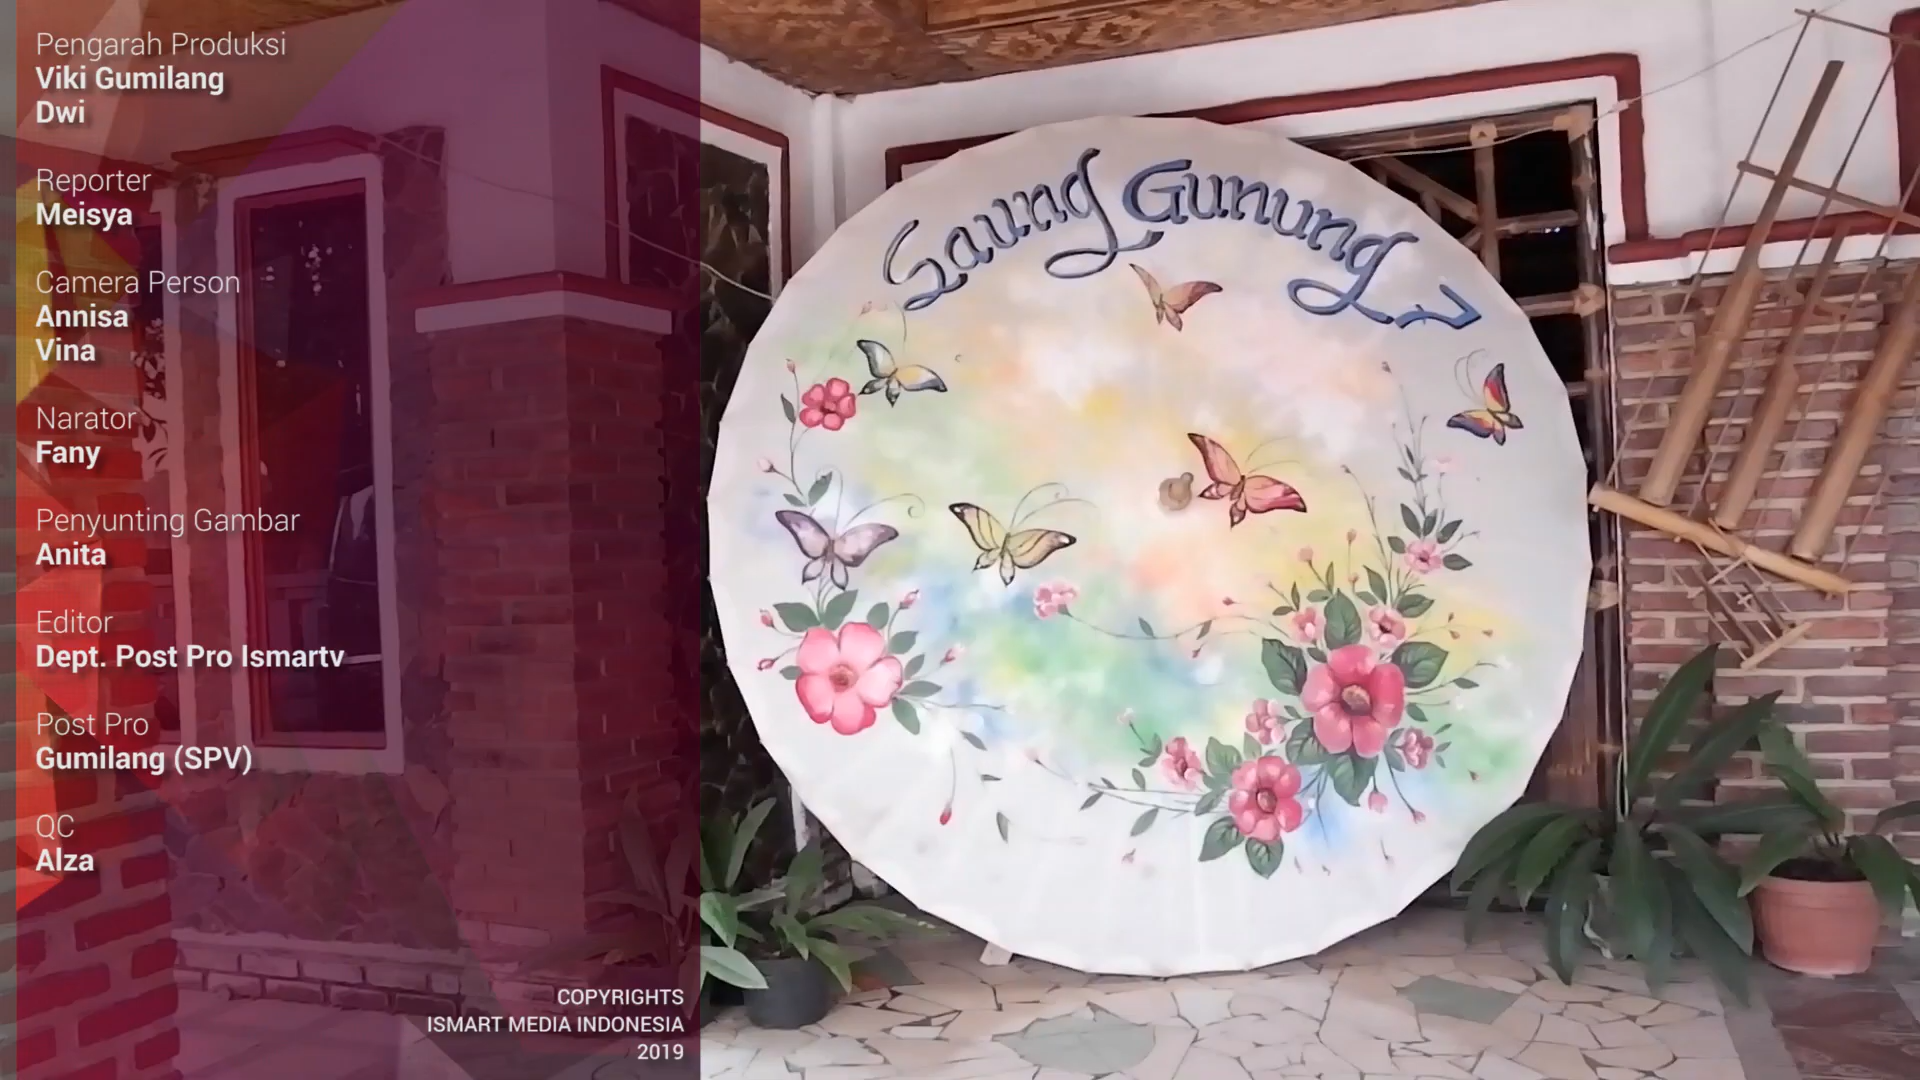 Pengarah Produksi
Viki Gumilang
Dwi
Reporter
Meisya
Camera Person
Annisa
Vina
Narator
Fany
Penyunting Gambar
Anita
Editor
Dept. Post Pro Ismartv
Post Pro
Gumilang (SPV)
QC
Alza
COPYRIGHTS
ISMART MEDIA INDONESIA
2019
Saung Gunung